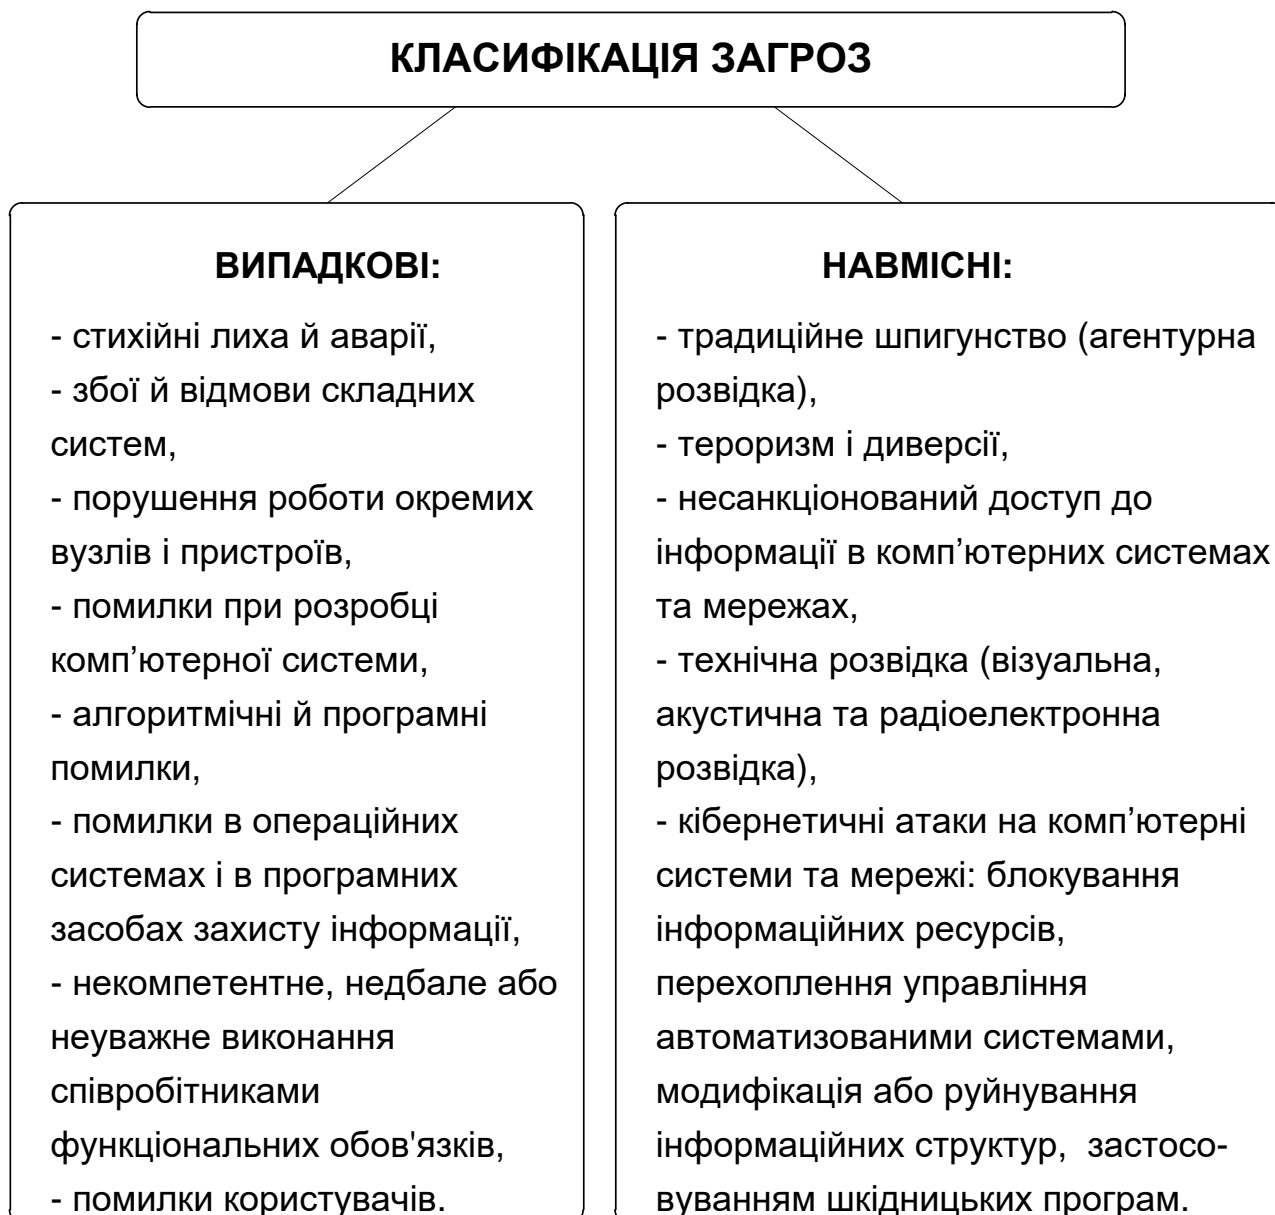 КЛАСИФІКАЦІЯ ЗАГРОЗ
ВИПАДКОВІ:
- стихійні лиха й аварії,
- збої й відмови складних
систем,
- порушення роботи окремих
вузлів і пристроїв,
- помилки при розробці
комп’ютерної системи,
- алгоритмічні й програмні
помилки,
- помилки в операційних
системах і в програмних
засобах захисту інформації,
- некомпетентне, недбале або
неуважне виконання
співробітниками
функціональних обов'язків,
- помилки користувачів.
НАВМІСНІ:
- традиційне шпигунство (агентурна
розвідка),
- тероризм і диверсії,
- несанкціонований доступ до
інформації в комп’ютерних системах
та мережах,
- технічна розвідка (візуальна,
акустична та радіоелектронна
розвідка),
- кібернетичні атаки на комп’ютерні
системи та мережі: блокування
інформаційних ресурсів,
перехоплення управління
автоматизованими системами,
модифікація або руйнування
інформаційних структур,  застосо-
вуванням шкідницьких програм.